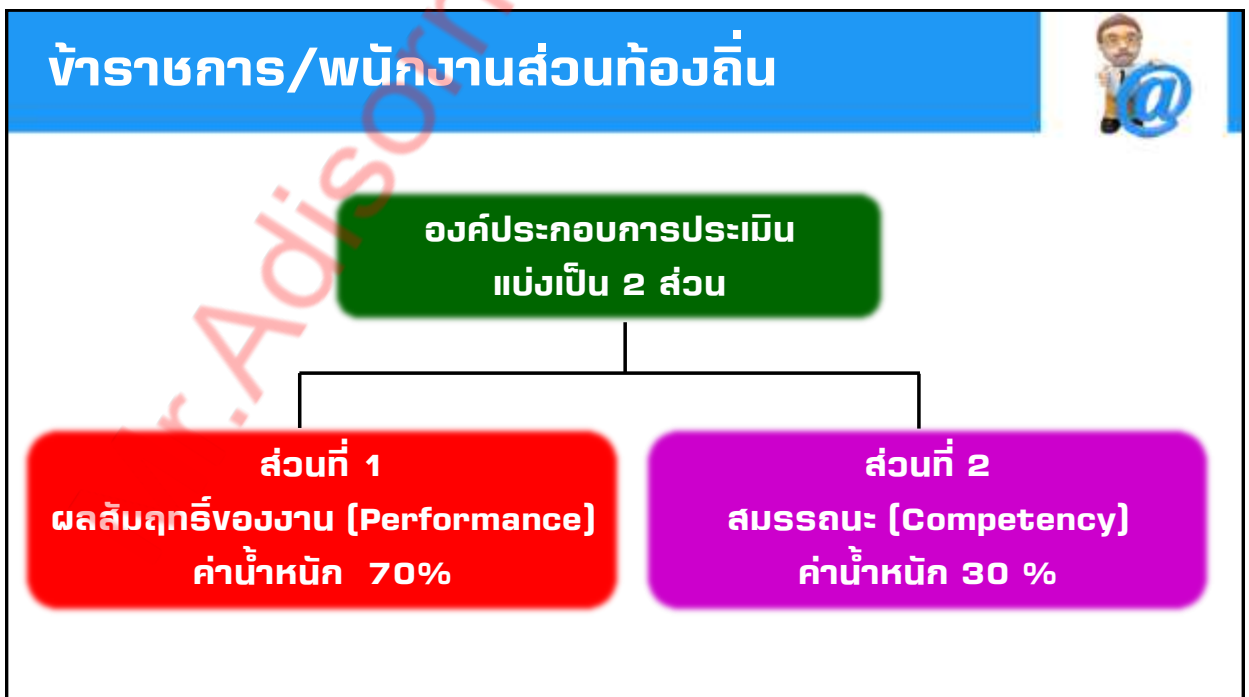 ข้าราชการ/พนักงานส่วนท้องถิ่น
องค์ประกอบการประเมิน
แบ่งเป็น 2 ส่วน
ส่วนที่ 1
ผลสัมฤทธิ์ของงาน (Performance)
ค่าน้ำหนัก 70%
ส่วนที่ 2
สมรรถนะ (Competency)
ค่าน้ำหนัก 30 %